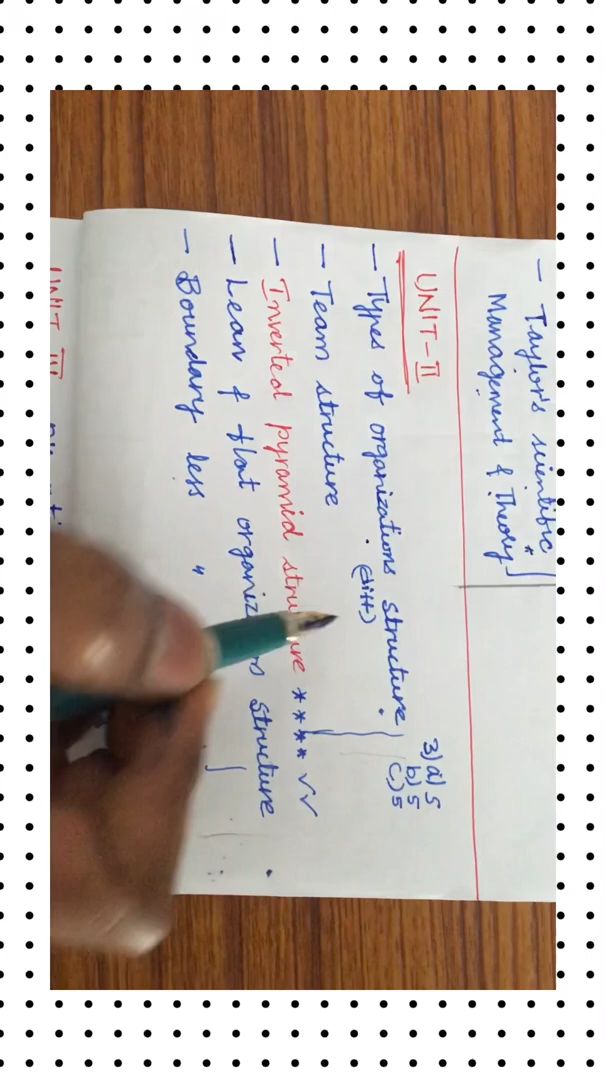 - Taylor's scientific
Management & Theory *
UNIT-II
3) a) 5
b) 5
c) 5
- Types of organizations structure
(diff)
- Team structure
- Inverted pyramid structure * * * * ✓✓
- Lean & flat organizations structure
- Boundary less "
UNIT III